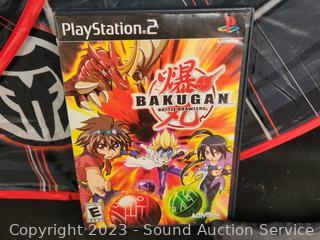 PlayStation®2
爆
BAKUGAN
BATTLE BRAWLERS
丸
E
ACTIVISION
Copyright 2023 - Sound Auction Service